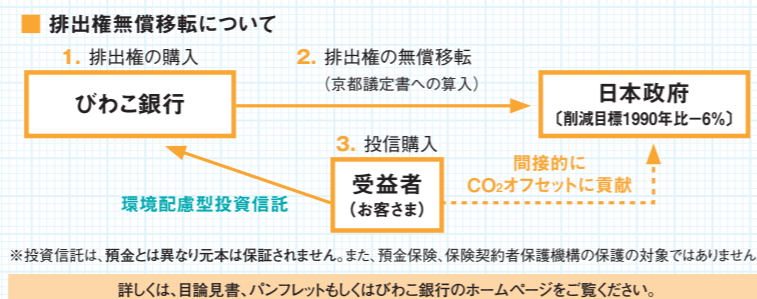 ■ 排出権無償移転について
1. 排出権の購入
2. 排出権の無償移転
（京都議定書への算入）
びわこ銀行
日本政府
〔削減目標1990年比－6%〕
3. 投信購入
受益者
（お客さま）
間接的に
CO₂オフセットに貢献
環境配慮型投資信託
※投資信託は、預金とは異なり元本は保証されません。また、預金保険、保険契約者保護機構の保護の対象ではありません
詳しくは、目論見書、パンフレットもしくはびわこ銀行のホームページをご覧ください。